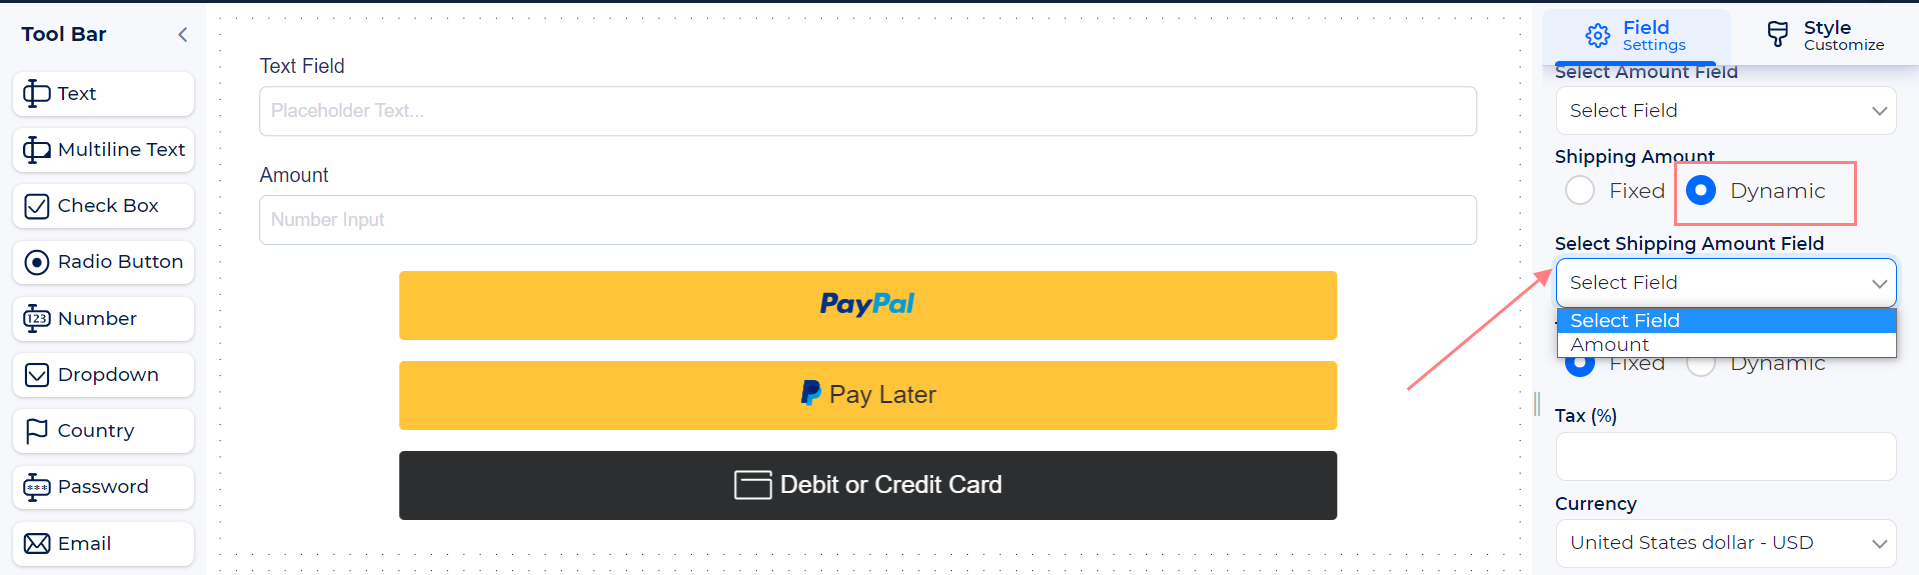 Tool Bar
Text
Multiline Text
Check Box
Radio Button
123
Number
Dropdown
Country
***
Password
Email
Text Field
Placeholder Text...
Amount
Number Input
PayPal
Pay Later
Debit or Credit Card
Field
Settings
Style
Customize
Select Amount Field
Select Field
Shipping Amount
Fixed
Dynamic
Select Shipping Amount Field
Select Field
Select Field
Amount
Fixed
Dynamic
Tax (%)
Currency
United States dollar - USD